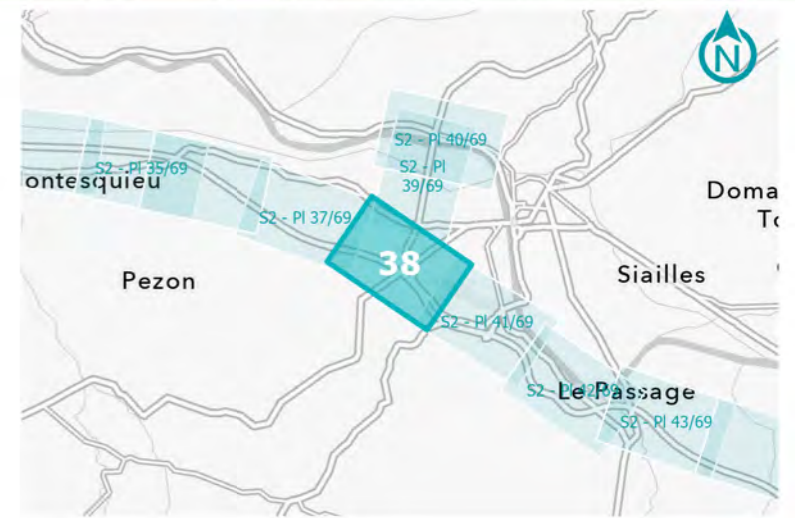 N
S2 - Pl 40/69
S2 - Pl
39/69
S2 - Pl 35/69
ontesquieu
Doma
To
S2 - Pl 37/69
38
Siailles
Pezon
S2 - Pl 41/69
Le Passage
S2 - Pl 43/69